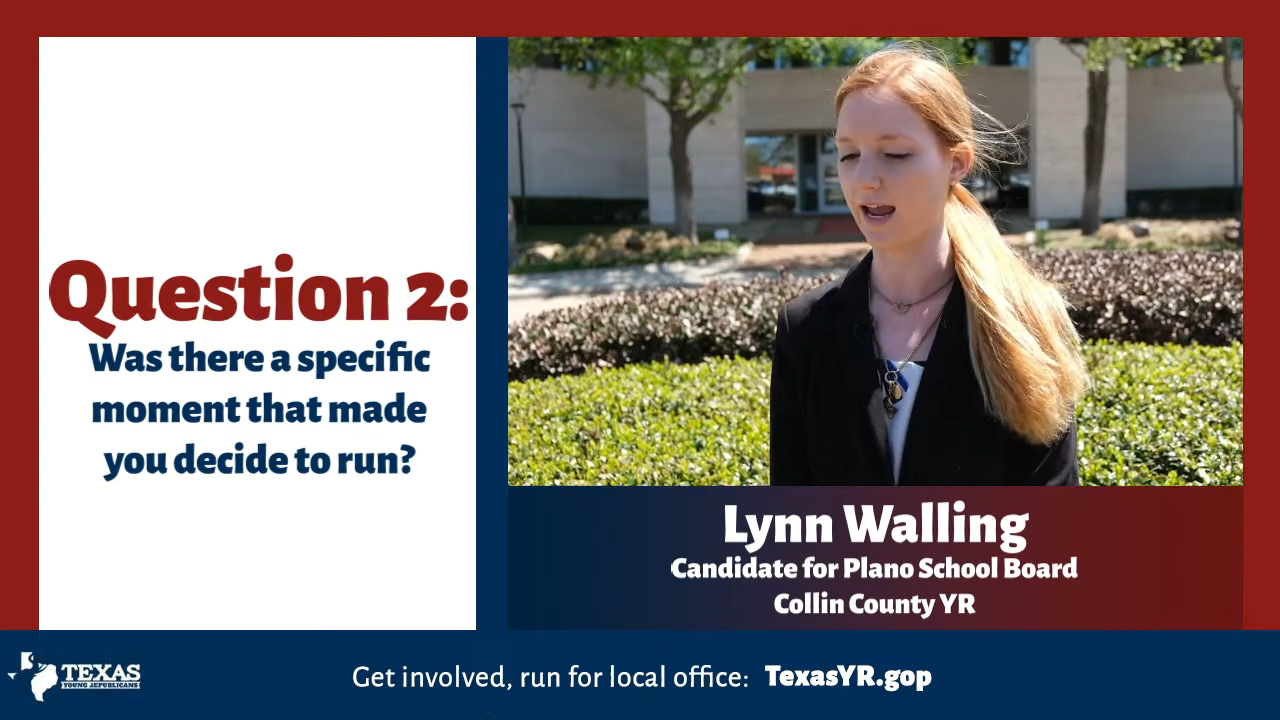 Question 2:
Was there a specific
moment that made
you decide to run?
Lynn Walling
Candidate for Plano School Board
Collin County YR
TEXAS
YOUNG REPUBLICANS
Get involved, run for local office: TexasYR.gop